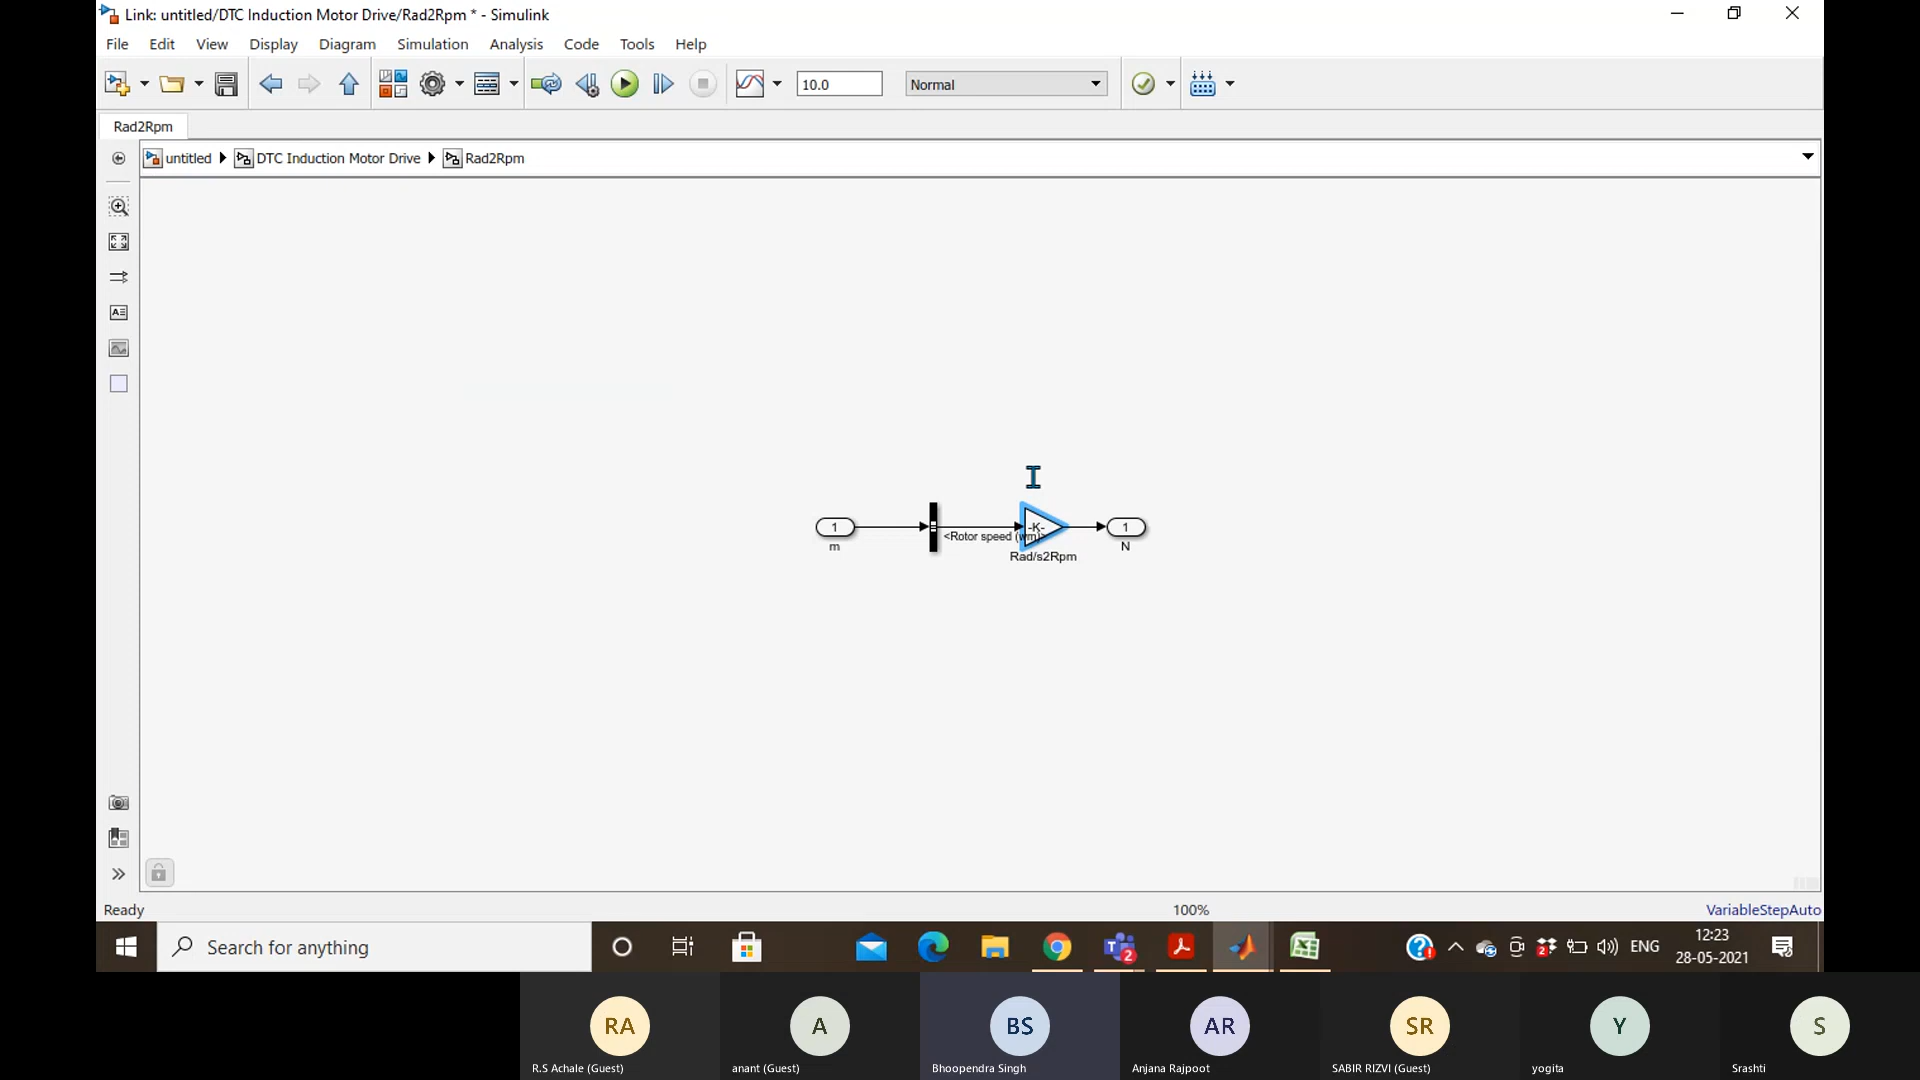 Link: untitled/DTC Induction Motor Drive/Rad2Rpm * - Simulink
File Edit View Display Diagram Simulation Analysis Code Tools Help
10.0 Normal
Rad2Rpm
untitled DTC Induction Motor Drive Rad2Rpm
1 -K- 1
m <Rotor speed (wm)> N
Rad/s2Rpm
Ready 100% VariableStepAuto
Search for anything 2 ENG 12:23
28-05-2021
RA A BS AR SR Y S
R.S Achale (Guest) anant (Guest) Bhoopendra Singh Anjana Rajpoot SABIR RIZVI (Guest) yogita Srashti